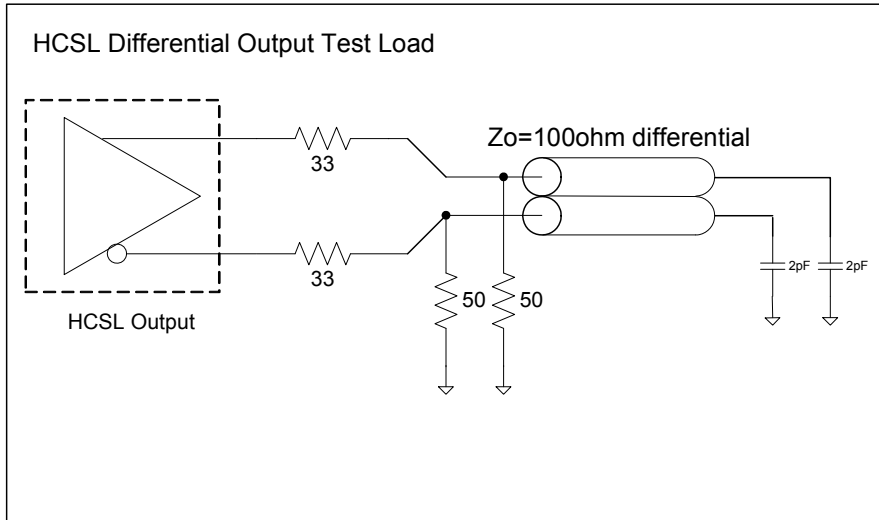 HCSL Differential Output Test Load
Zo=100ohm differential
33
33
50
50
2pF
2pF
HCSL Output